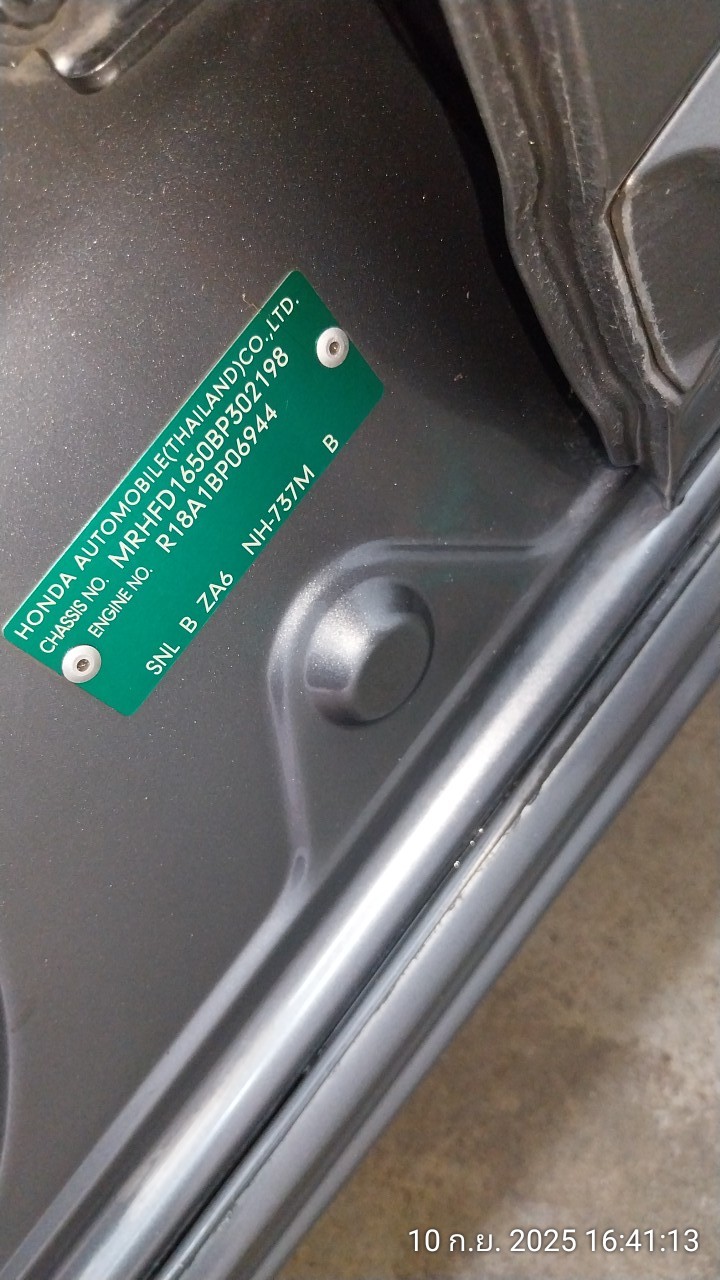 HONDA AUTOMOBILE(THAILAND)CO.,LTD.
CHASSIS NO. MRHFD1650BP302198
ENGINE NO. R18A1BP06944
SNL B ZA6 NH-737M B
10 ก.ย. 2025 16:41:13